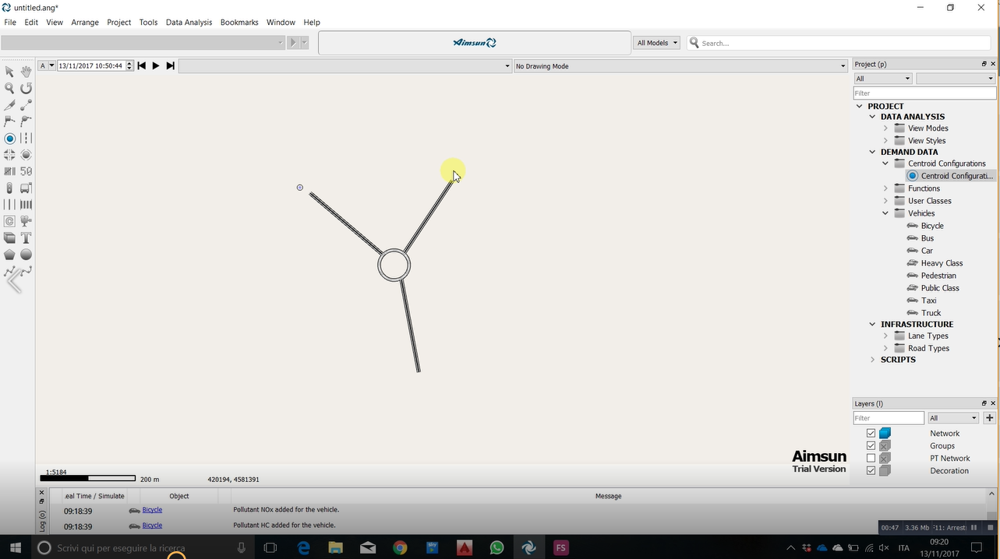 untitled.ang*
File Edit View Arrange Project Tools Data Analysis Bookmarks Window Help
Aimsun
All Models
Search...
A 13/11/2017 10:50:44
No Drawing Mode
Project (p)
All
Filter
PROJECT
DATA ANALYSIS
View Modes
View Styles
DEMAND DATA
Centroid Configurations
Centroid Configurati...
Functions
User Classes
Vehicles
Bicycle
Bus
Car
Heavy Class
Pedestrian
Public Class
Taxi
Truck
INFRASTRUCTURE
Lane Types
Road Types
SCRIPTS
50
Layers (l)
Filter All
Network
Groups
PT Network
Decoration
Aimsun
Trial Version
1:5184
200 m
420194, 4581391
Log (o)
.eal Time / Simulate Object Message
09:18:39 Bicycle Pollutant NOx added for the vehicle.
09:18:39 Bicycle Pollutant HC added for the vehicle.
00:47 3.36 Mb F11: Arresti
Scrivi qui per eseguire la ricerca
sky
FS
ITA
09:20
13/11/2017